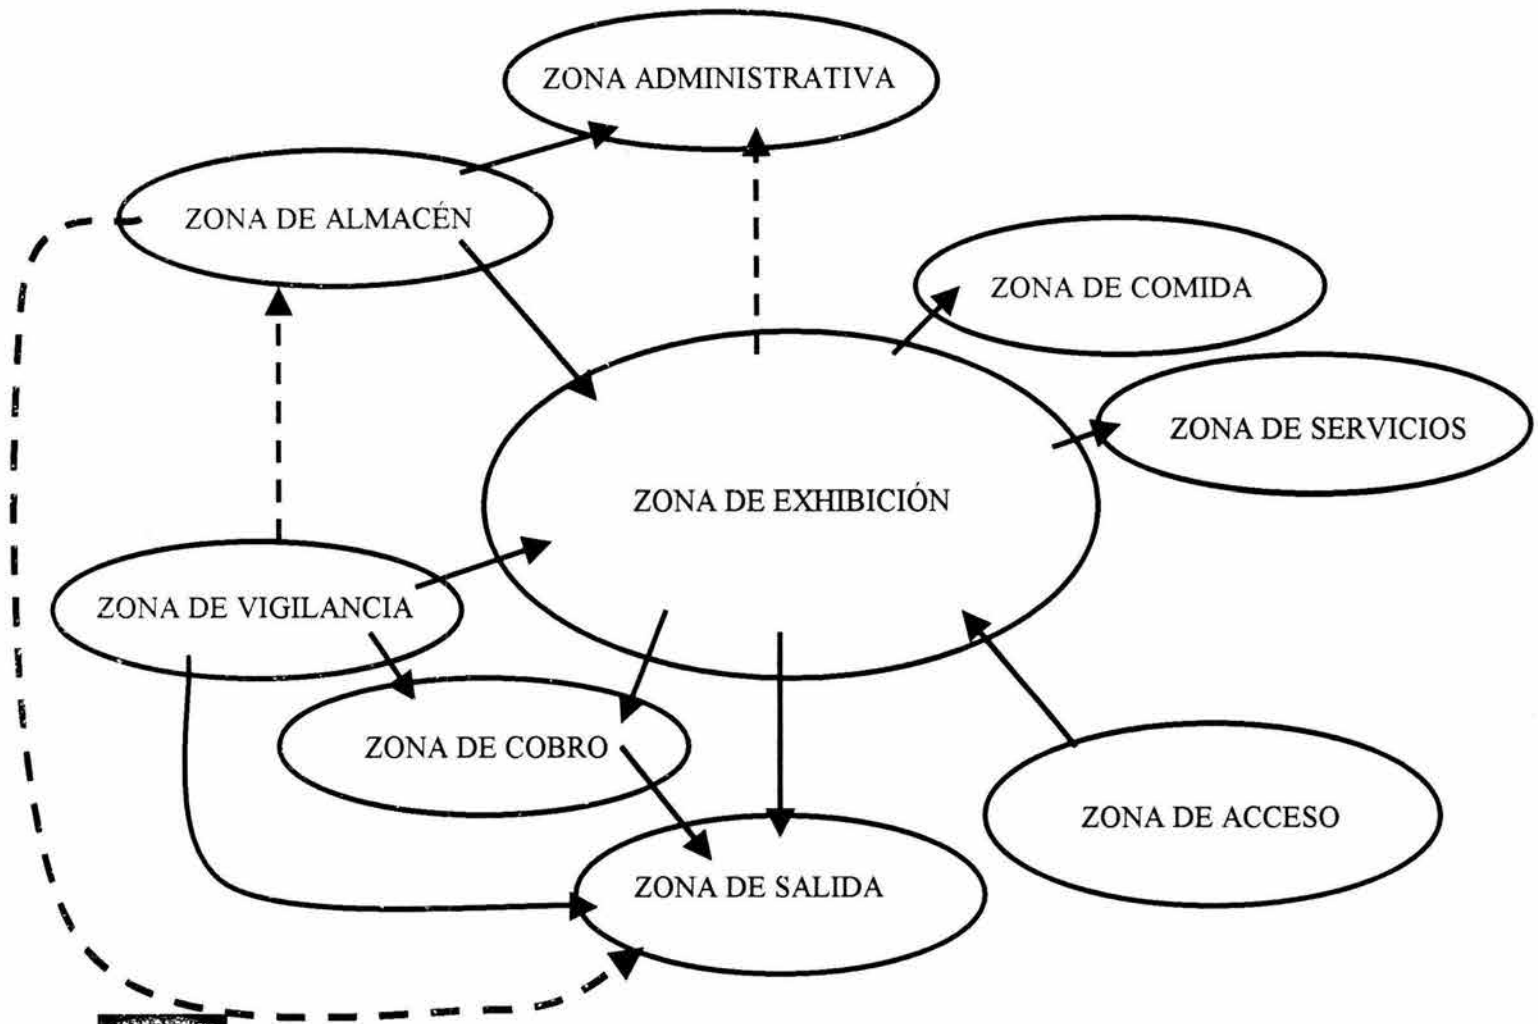 ZONA ADMINISTRATIVA
ZONA DE ALMACÉN
ZONA DE COMIDA
ZONA DE SERVICIOS
ZONA DE EXHIBICIÓN
ZONA DE VIGILANCIA
ZONA DE COBRO
ZONA DE ACCESO
ZONA DE SALIDA